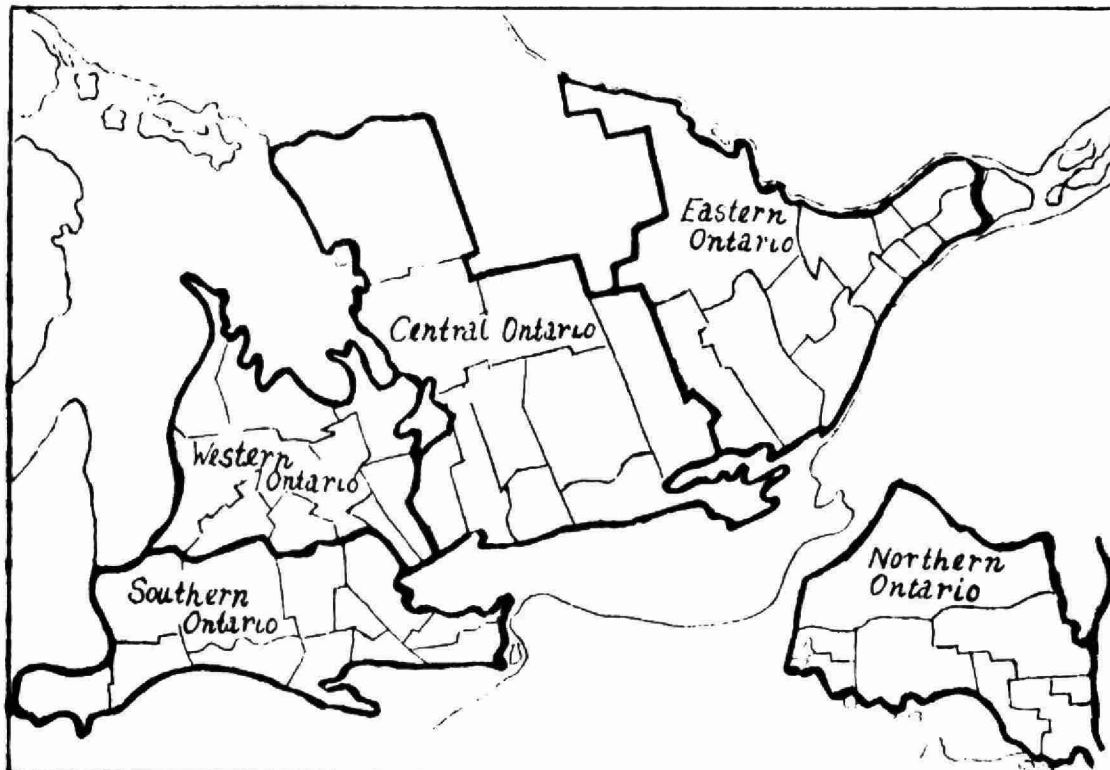 Eastern
Ontario
Central Ontario
Western
Ontario
Northern
Ontario
Southern
Ontario